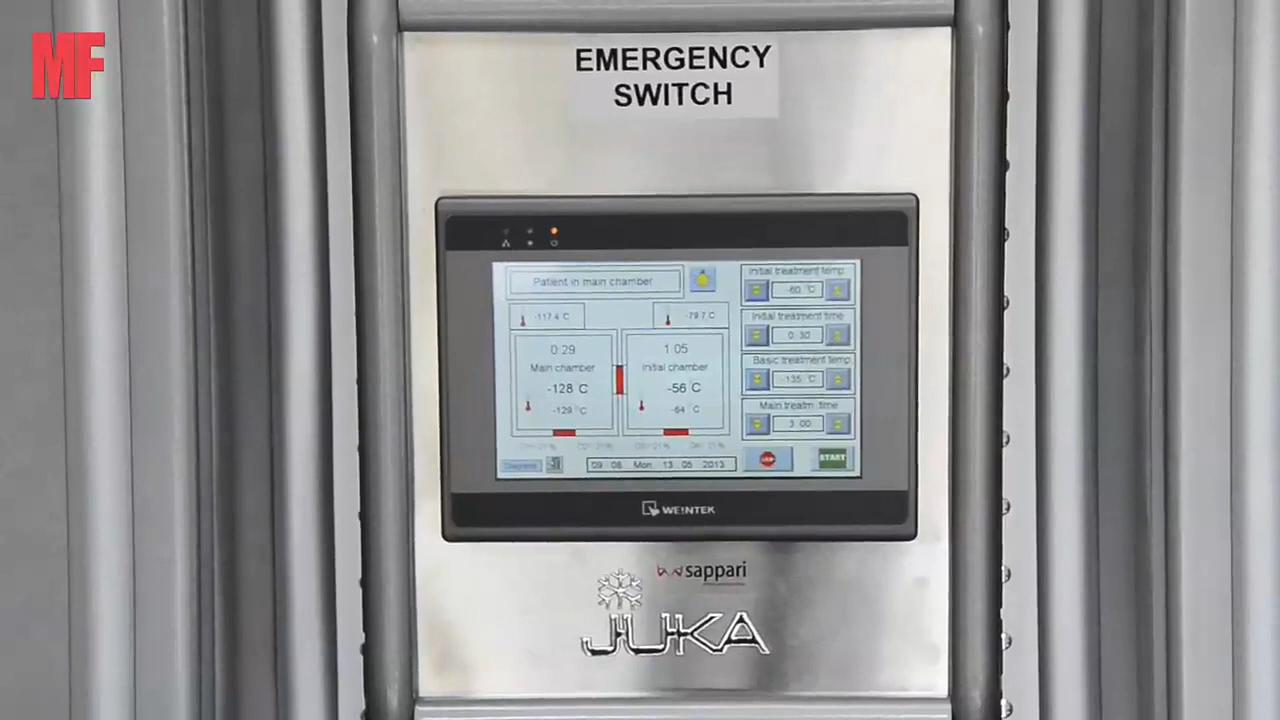 MF
EMERGENCY
SWITCH
Patient in main chamber
-117.4 C
-79.7 C
0:29
Main chamber
-128 C
-129 °C
1:05
Initial chamber
-56 C
-64 °C
Initial treatment temp
-60 °C
Initial treatment time
0:30
Basic treatment temp
-135 °C
Main treatm. time
3:00
Diagnosis
09:08 Mon. 13.05.2013
STOP
START
WEINTEK
sappari
JUKA